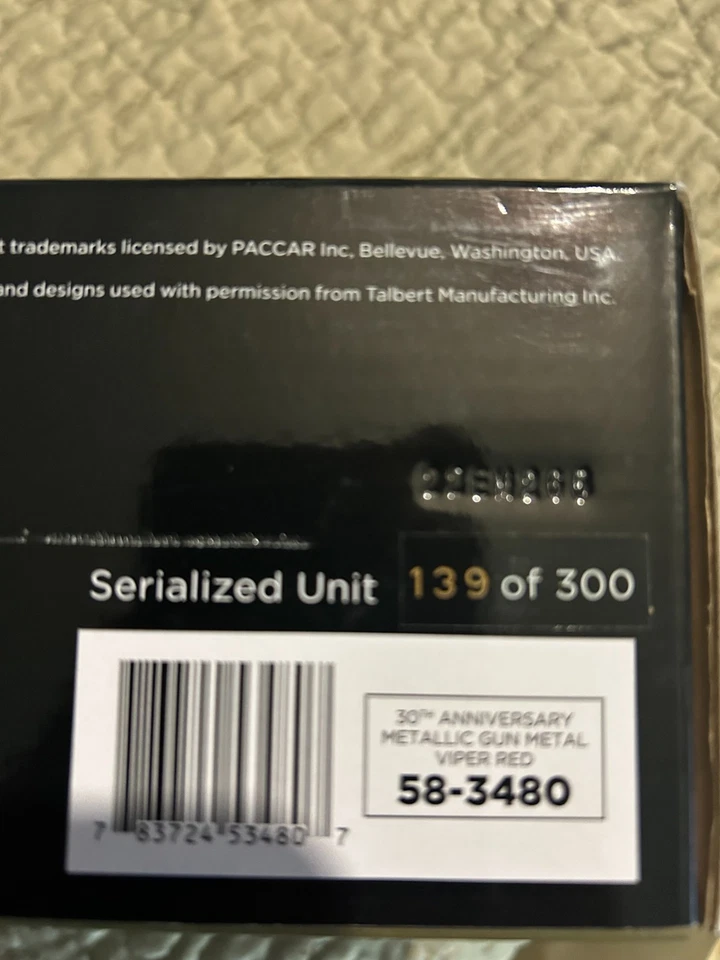 t trademarks licensed by PACCAR Inc, Bellevue, Washington, USA.
and designs used with permission from Talbert Manufacturing Inc.
Serialized Unit 139 of 300
30TH ANNIVERSARY
METALLIC GUN METAL
VIPER RED
58-3480
7 83724 53480 7